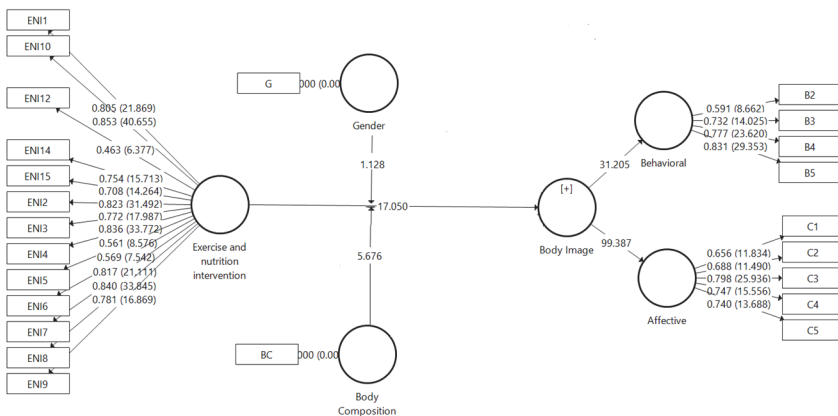 ENI1
ENI10
ENI12
ENI14
ENI15
ENI2
ENI3
ENI4
ENI5
ENI6
ENI7
ENI8
ENI9
0.805 (21.869)
0.853 (40.655)
0.463 (6.377)
0.754 (15.713)
0.708 (14.264)
0.823 (31.492)
0.772 (17.987)
0.836 (33.772)
0.561 (8.576)
0.569 (7.542)
0.817 (21,111)
0.840 (33.845)
0.781 (16.869)
Exercise and
nutrition
intervention
G
000 (0.00
Gender
1.128
17.050
5.676
BC
000 (0.00
Body
Composition
[+]
Body Image
31.205
99.387
Behavioral
0.591 (8.662)
0.732 (14.025)
0.777 (23.620)
0.831 (29.353)
B2
B3
B4
B5
Affective
0.656 (11.834)
0.688 (11.490)
0.798 (25.936)
0.747 (15.556)
0.740 (13.688)
C1
C2
C3
C4
C5